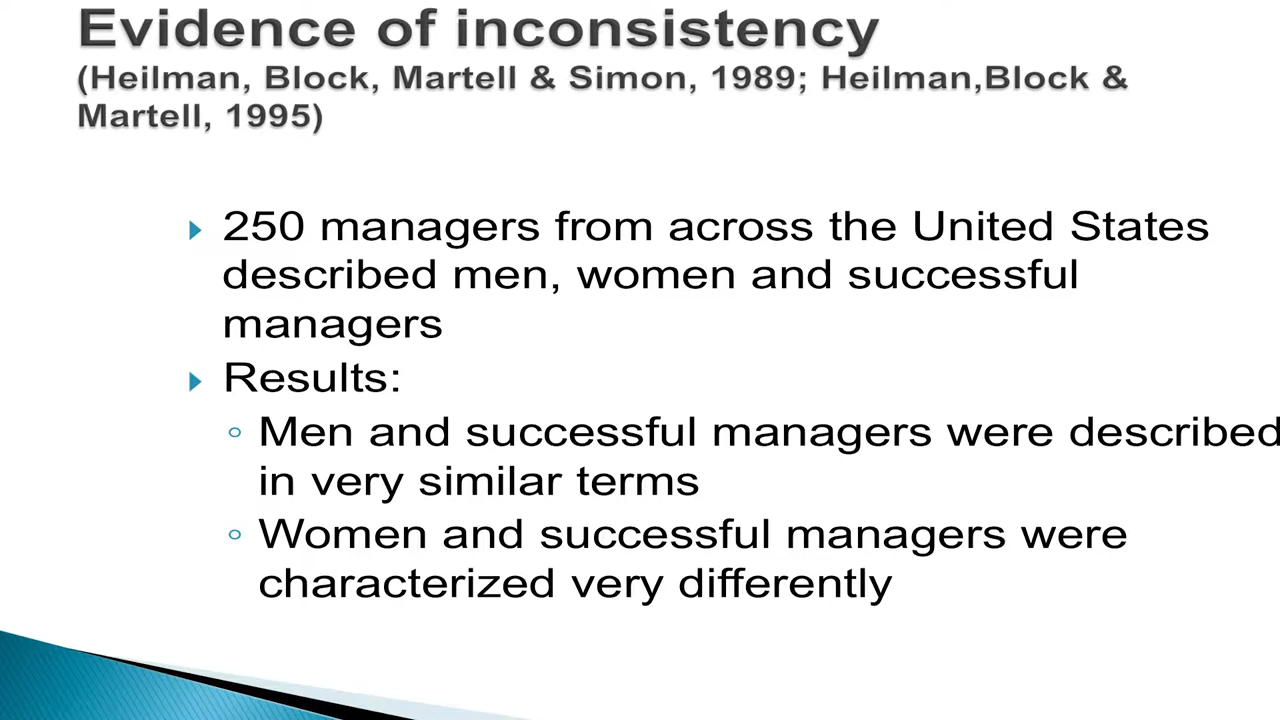 Evidence of inconsistency
(Heilman, Block, Martell & Simon, 1989; Heilman,Block &
Martell, 1995)
250 managers from across the United States
described men, women and successful
managers
Results:
Men and successful managers were described
in very similar terms
Women and successful managers were
characterized very differently